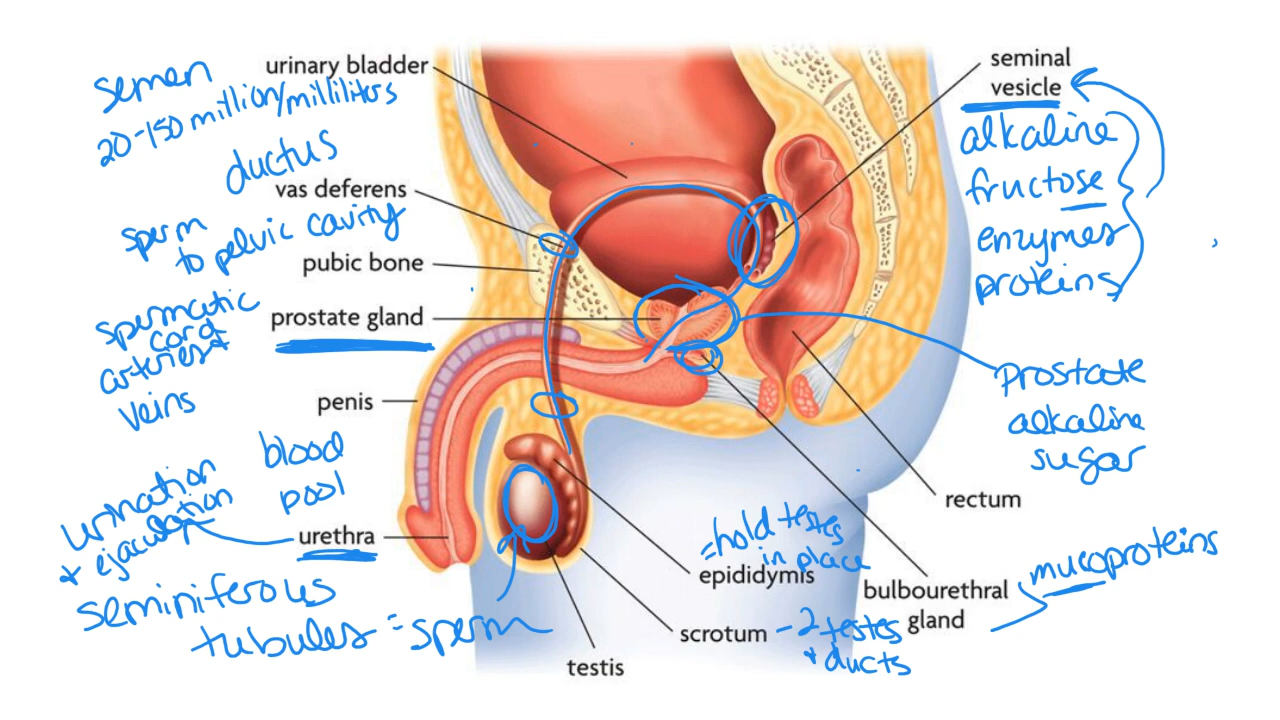 semen
20-150 million/milliliters
urinary bladder
ductus
vas deferens
sperm
to pelvic cavity
pubic bone
prostate gland
spermatic
cord
arteries +
veins
penis
blood
pool
urination
+ ejaculation
urethra
seminiferous
tubules = sperm
testis
seminal
vesicle
alkaline
fructose
enzymes
proteins
prostate
alkaline
sugar
rectum
= hold testes
in place
epididymis
bulbourethral
gland
mucoproteins
scrotum - 2 testes
+ ducts